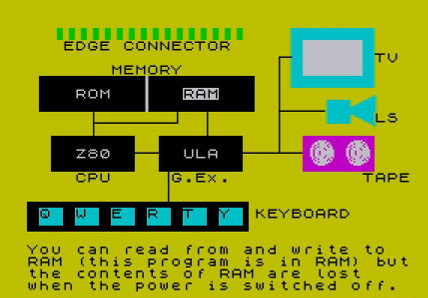 EDGE CONNECTOR
MEMORY
TV
ROM RAM
LS
Z80 ULA
CPU G.Ex. TAPE
Q W E R T Y KEYBOARD
You can read from and write to
RAM (this program is in RAM) but
the contents of RAM are lost
when the power is switched off.